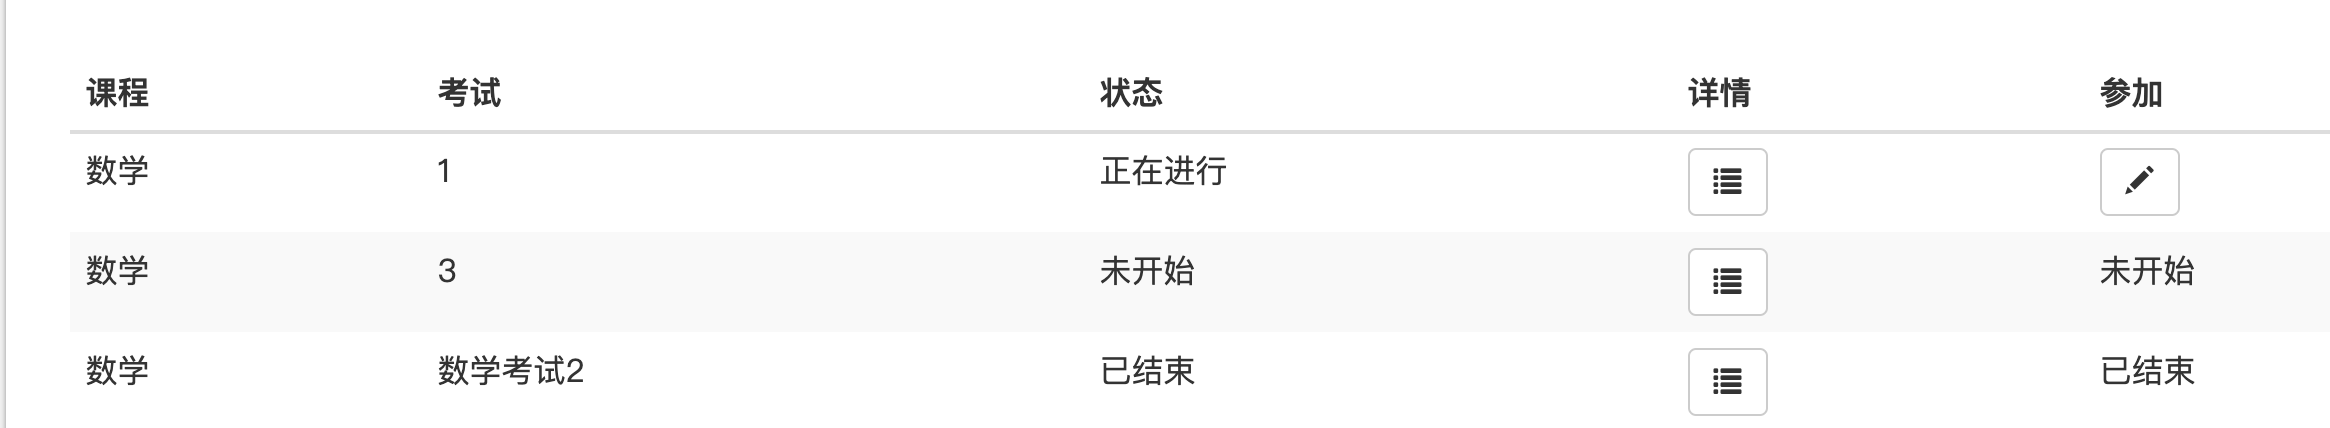 课程 考试 状态 详情 参加
数学 1 正在进行
数学 3 未开始 未开始
数学 数学考试2 已结束 已结束